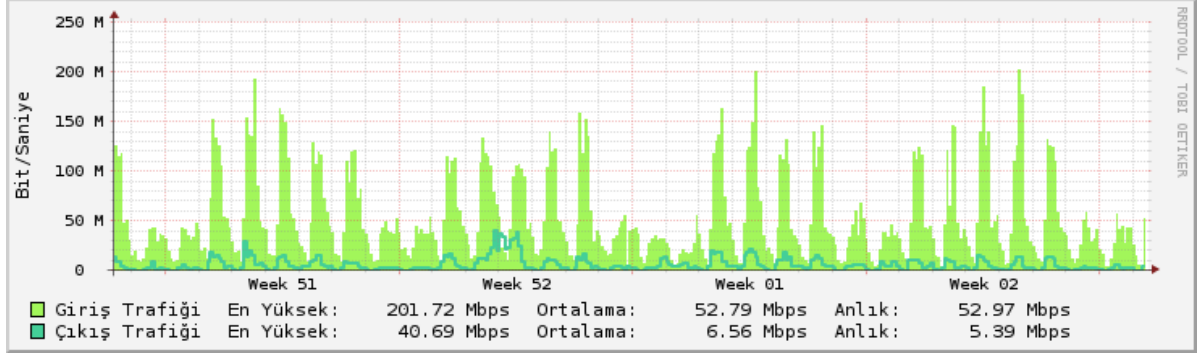 250 M
200 M
150 M
100 M
50 M
0
Bit/Saniye
RRDTOOL / TOBI OETIKER
Week 51 Week 52 Week 01 Week 02
Giriş Trafiği En Yüksek: 201.72 Mbps Ortalama: 52.79 Mbps Anlık: 52.97 Mbps
Çıkış Trafiği En Yüksek: 40.69 Mbps Ortalama: 6.56 Mbps Anlık: 5.39 Mbps